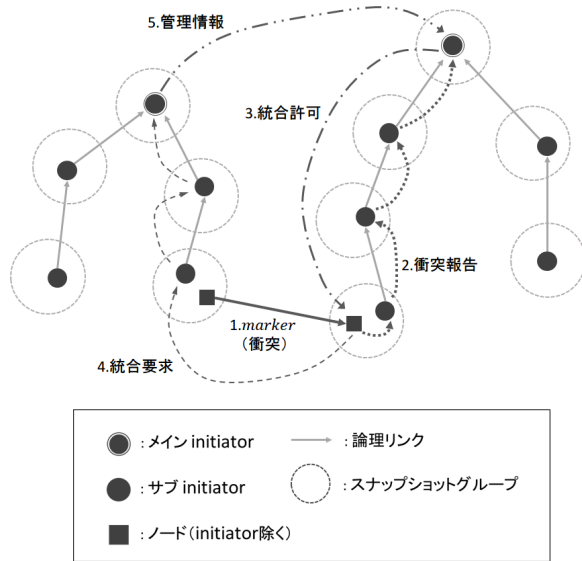 5.管理情報
3.統合許可
2.衝突報告
1.marker
(衝突)
4.統合要求
: メイン initiator
: 論理リンク
: サブ initiator
: スナップショットグループ
: ノード(initiator除く)